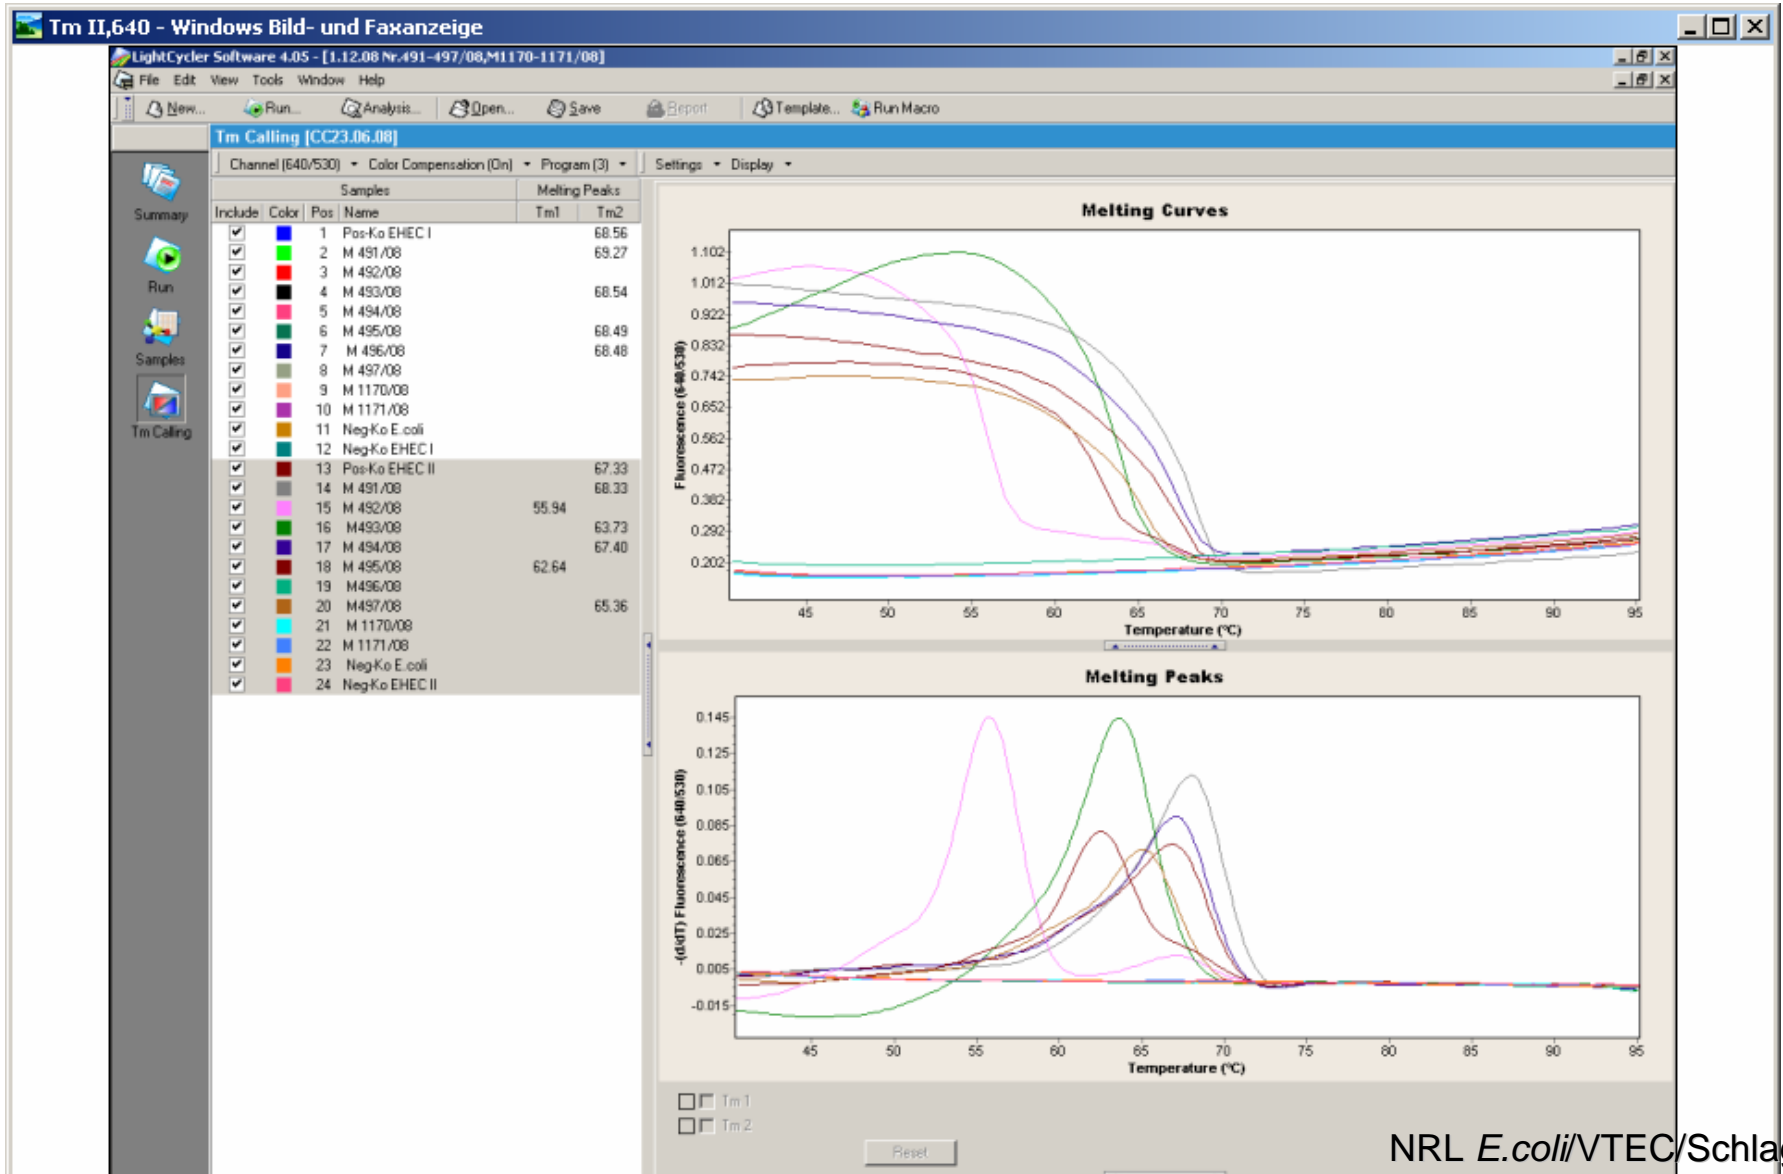 Tm II,640 - Windows Bild- und Faxanzeige
LightCycler Software 4.05 - [1.12.08 Nr.491-497/08,M1170-1171/08]
File Edit View Tools Window Help
New... Run... Analysis... Open... Save Report Template... Run Macro
Tm Calling [CC23.06.08]
Channel (640/530) Color Compensation (On) Program (3) Settings Display
Summary
Run
Samples
Tm Calling
Samples Melting Peaks
Include Color Pos Name Tm1 Tm2
1 Pos-Ko EHEC I 68.56
2 M 491/08 69.27
3 M 492/08
4 M 493/08 68.54
5 M 494/08
6 M 495/08 68.49
7 M 496/08 68.48
8 M 497/08
9 M 1170/08
10 M 1171/08
11 Neg-Ko E.coli
12 Neg-Ko EHEC I
13 Pos-Ko EHEC II 67.33
14 M 491/08 68.33
15 M 492/08 55.94
16 M493/08 63.73
17 M 494/08 67.40
18 M 495/08 62.64
19 M496/08
20 M497/08 65.36
21 M 1170/08
22 M 1171/08
23 Neg-Ko E.coli
24 Neg-Ko EHEC II
Melting Curves
Fluorescence (640/530)
1.102
1.012
0.922
0.832
0.742
0.652
0.562
0.472
0.382
0.292
0.202
45 50 55 60 65 70 75 80 85 90 95
Temperature (°C)
Melting Peaks
-(d/dT) Fluorescence (640/530)
0.145
0.125
0.105
0.085
0.065
0.045
0.025
0.005
-0.015
45 50 55 60 65 70 75 80 85 90 95
Temperature (°C)
Tm 1
Tm 2
Reset
NRL E.coli/VTEC/Schla